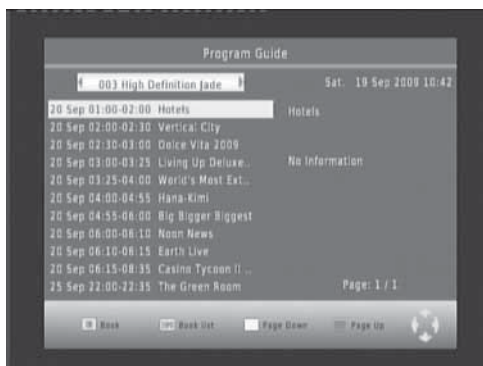 Program Guide
003 High Definition Jade
Sat. 19 Sep 2009 10:42
20 Sep 01:00-02:00 Hotels
20 Sep 02:00-02:30 Vertical City
20 Sep 02:30-03:00 Dolce Vita 2009
20 Sep 03:00-03:25 Living Up Deluxe..
20 Sep 03:25-04:00 World's Most Ext..
20 Sep 04:00-04:55 Hana-Kimi
20 Sep 04:55-06:00 Big Bigger Biggest
20 Sep 06:00-06:10 Noon News
20 Sep 06:10-06:15 Earth Live
20 Sep 06:15-08:35 Casino Tycoon II ..
25 Sep 22:00-22:35 The Green Room
Hotels
No Information
Page: 1 / 1
Book
Book list
Page Down
Page Up